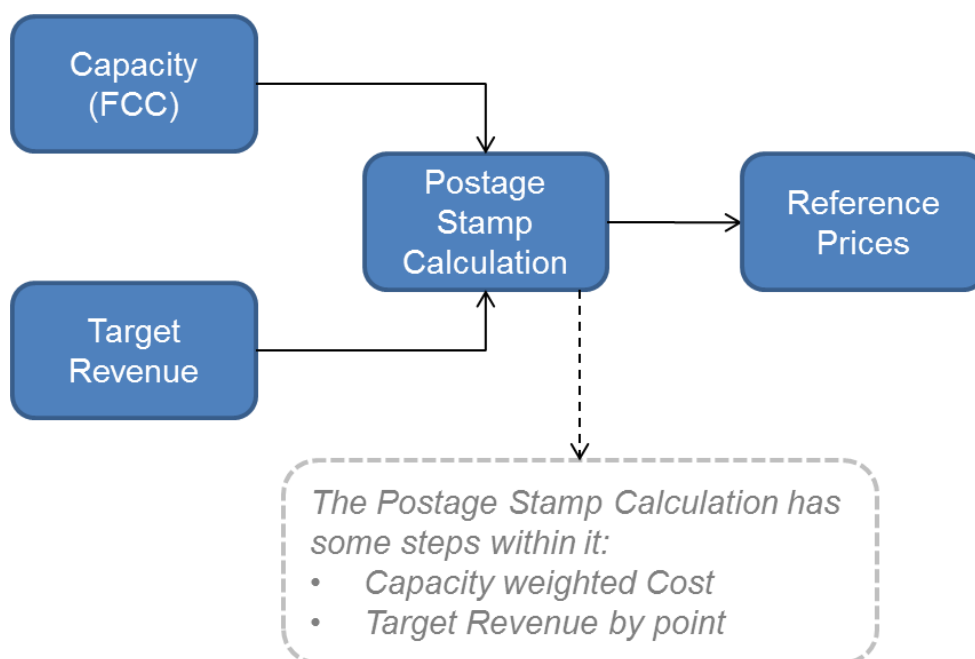 Capacity
(FCC)
Postage
Stamp
Calculation
Reference
Prices
Target
Revenue
The Postage Stamp Calculation has
some steps within it:
• Capacity weighted Cost
• Target Revenue by point